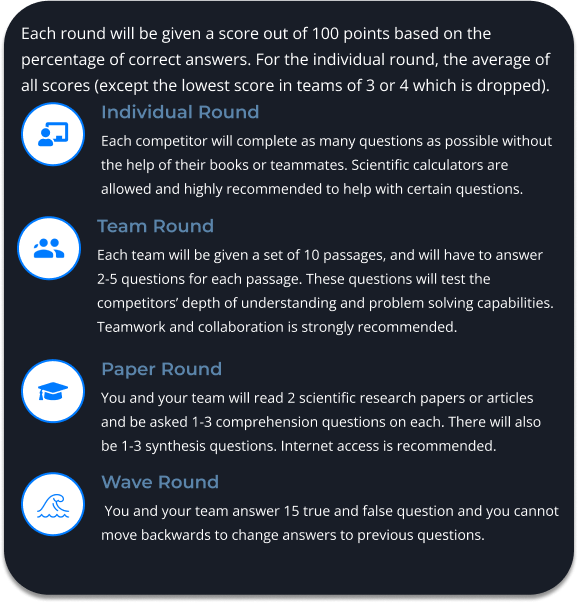 Each round will be given a score out of 100 points based on the
percentage of correct answers. For the individual round, the average of
all scores (except the lowest score in teams of 3 or 4 which is dropped).
Individual Round
Each competitor will complete as many questions as possible without
the help of their books or teammates. Scientific calculators are
allowed and highly recommended to help with certain questions.
Team Round
Each team will be given a set of 10 passages, and will have to answer
2-5 questions for each passage. These questions will test the
competitors’ depth of understanding and problem solving capabilities.
Teamwork and collaboration is strongly recommended.
Paper Round
You and your team will read 2 scientific research papers or articles
and be asked 1-3 comprehension questions on each. There will also
be 1-3 synthesis questions. Internet access is recommended.
Wave Round
You and your team answer 15 true and false question and you cannot
move backwards to change answers to previous questions.